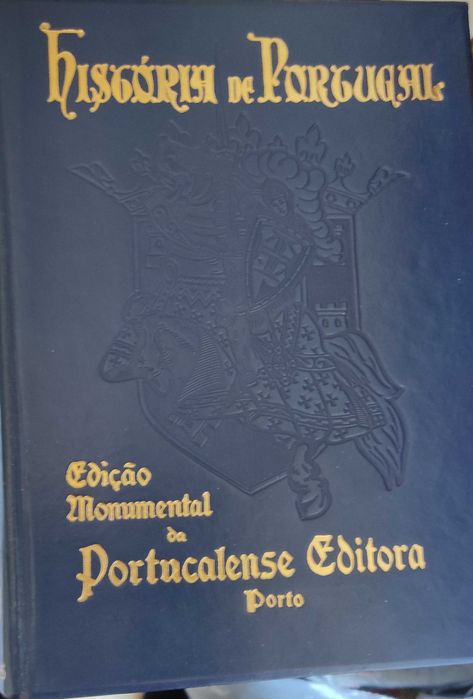 História de Portugal
Edição
Monumental
da
Portucalense Editora
Porto